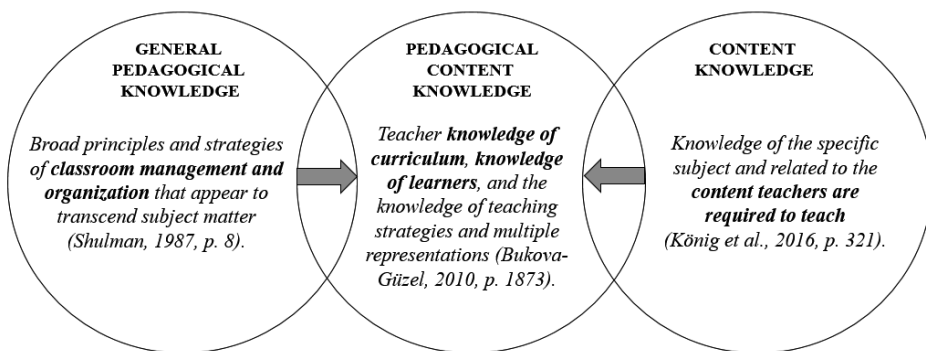 GENERAL
PEDAGOGICAL
KNOWLEDGE
Broad principles and strategies
of classroom management and
organization that appear to
transcend subject matter
(Shulman, 1987, p. 8).
PEDAGOGICAL
CONTENT
KNOWLEDGE
Teacher knowledge of
curriculum, knowledge
of learners, and the
knowledge of teaching
strategies and multiple
representations (Bukova-
Güzel, 2010, p. 1873).
CONTENT
KNOWLEDGE
Knowledge of the specific
subject and related to the
content teachers are
required to teach
(König et al., 2016, p. 321).